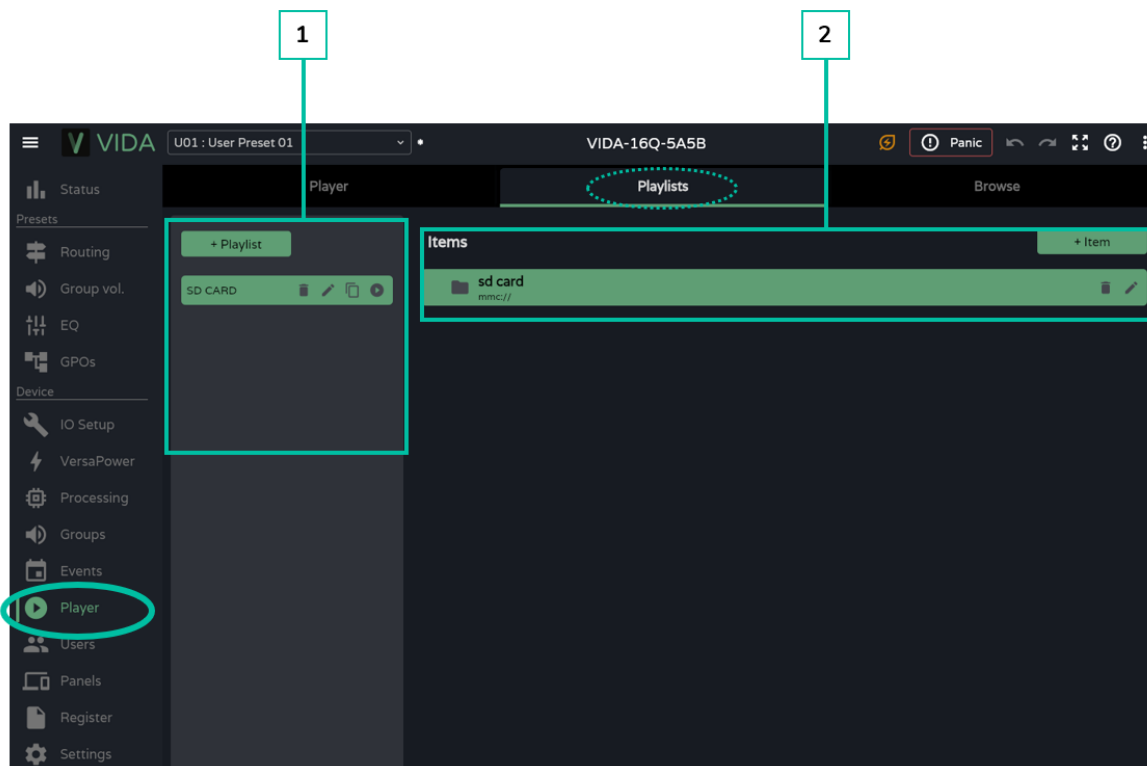 1
2
VIDA
U01 : User Preset 01
VIDA-16Q-5A5B
Panic
Status
Player
Playlists
Browse
Presets
+ Playlist
Items
+ Item
Routing
SD CARD
sd card
mmc://
Group vol.
EQ
GPOs
Device
IO Setup
VersaPower
Processing
Groups
Events
Player
Users
Panels
Register
Settings